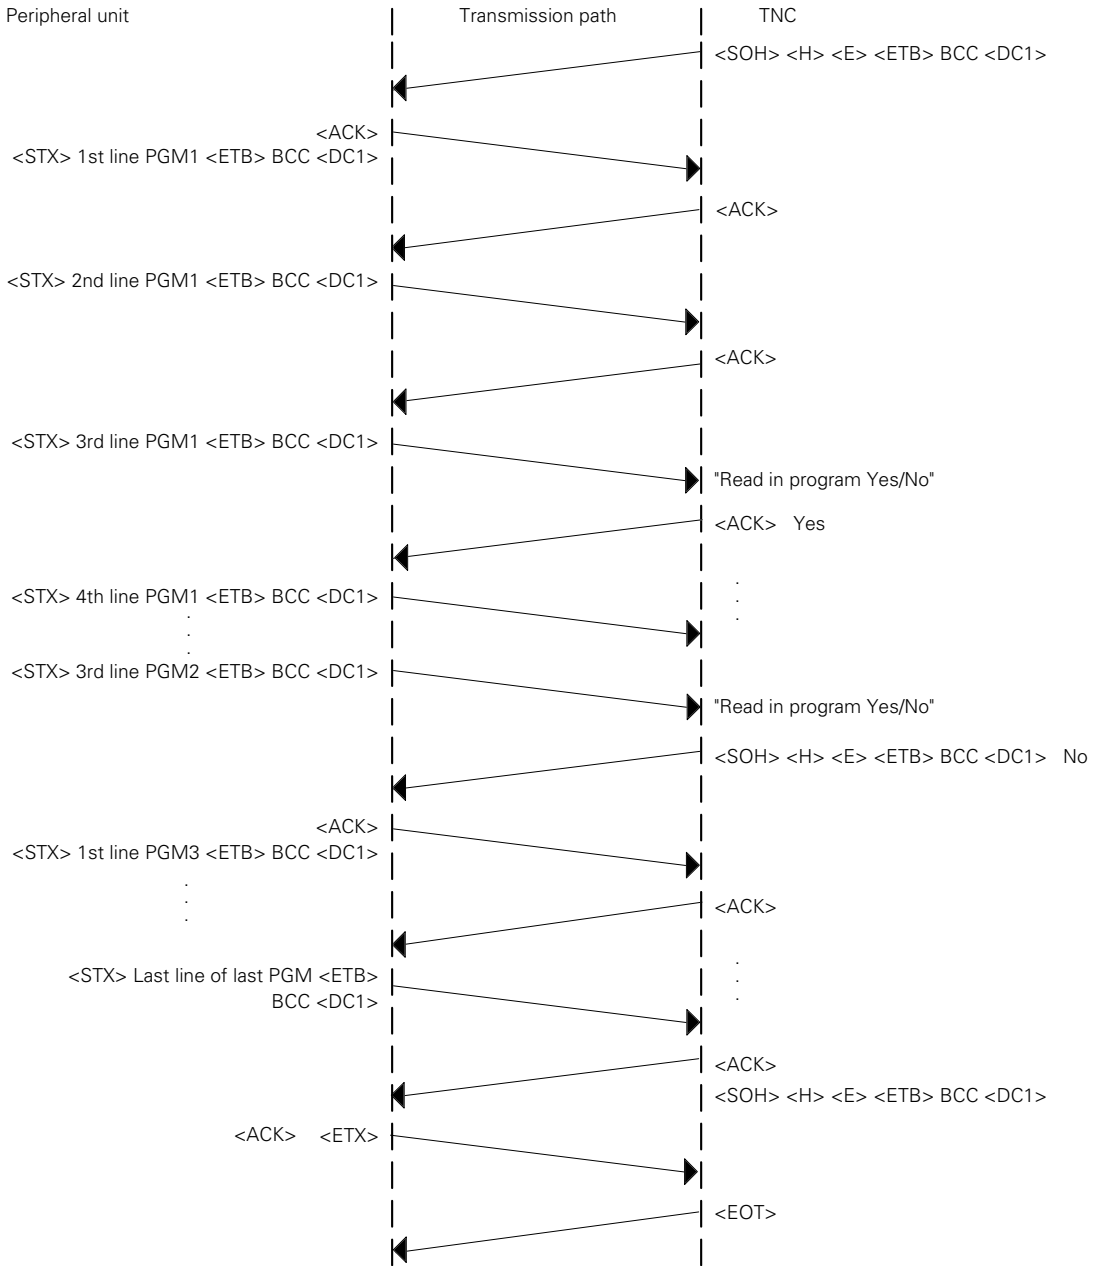 Peripheral unit Transmission path TNC
<SOH> <H> <E> <ETB> BCC <DC1>
<ACK>
<STX> 1st line PGM1 <ETB> BCC <DC1>
<ACK>
<STX> 2nd line PGM1 <ETB> BCC <DC1>
<ACK>
<STX> 3rd line PGM1 <ETB> BCC <DC1>
"Read in program Yes/No"
<ACK> Yes
<STX> 4th line PGM1 <ETB> BCC <DC1>
.
.
.
.
.
.
<STX> 3rd line PGM2 <ETB> BCC <DC1>
"Read in program Yes/No"
<SOH> <H> <E> <ETB> BCC <DC1> No
<ACK>
<STX> 1st line PGM3 <ETB> BCC <DC1>
.
.
.
<ACK>
<STX> Last line of last PGM <ETB>
BCC <DC1>
.
.
.
<ACK>
<SOH> <H> <E> <ETB> BCC <DC1>
<ACK> <ETX>
<EOT>